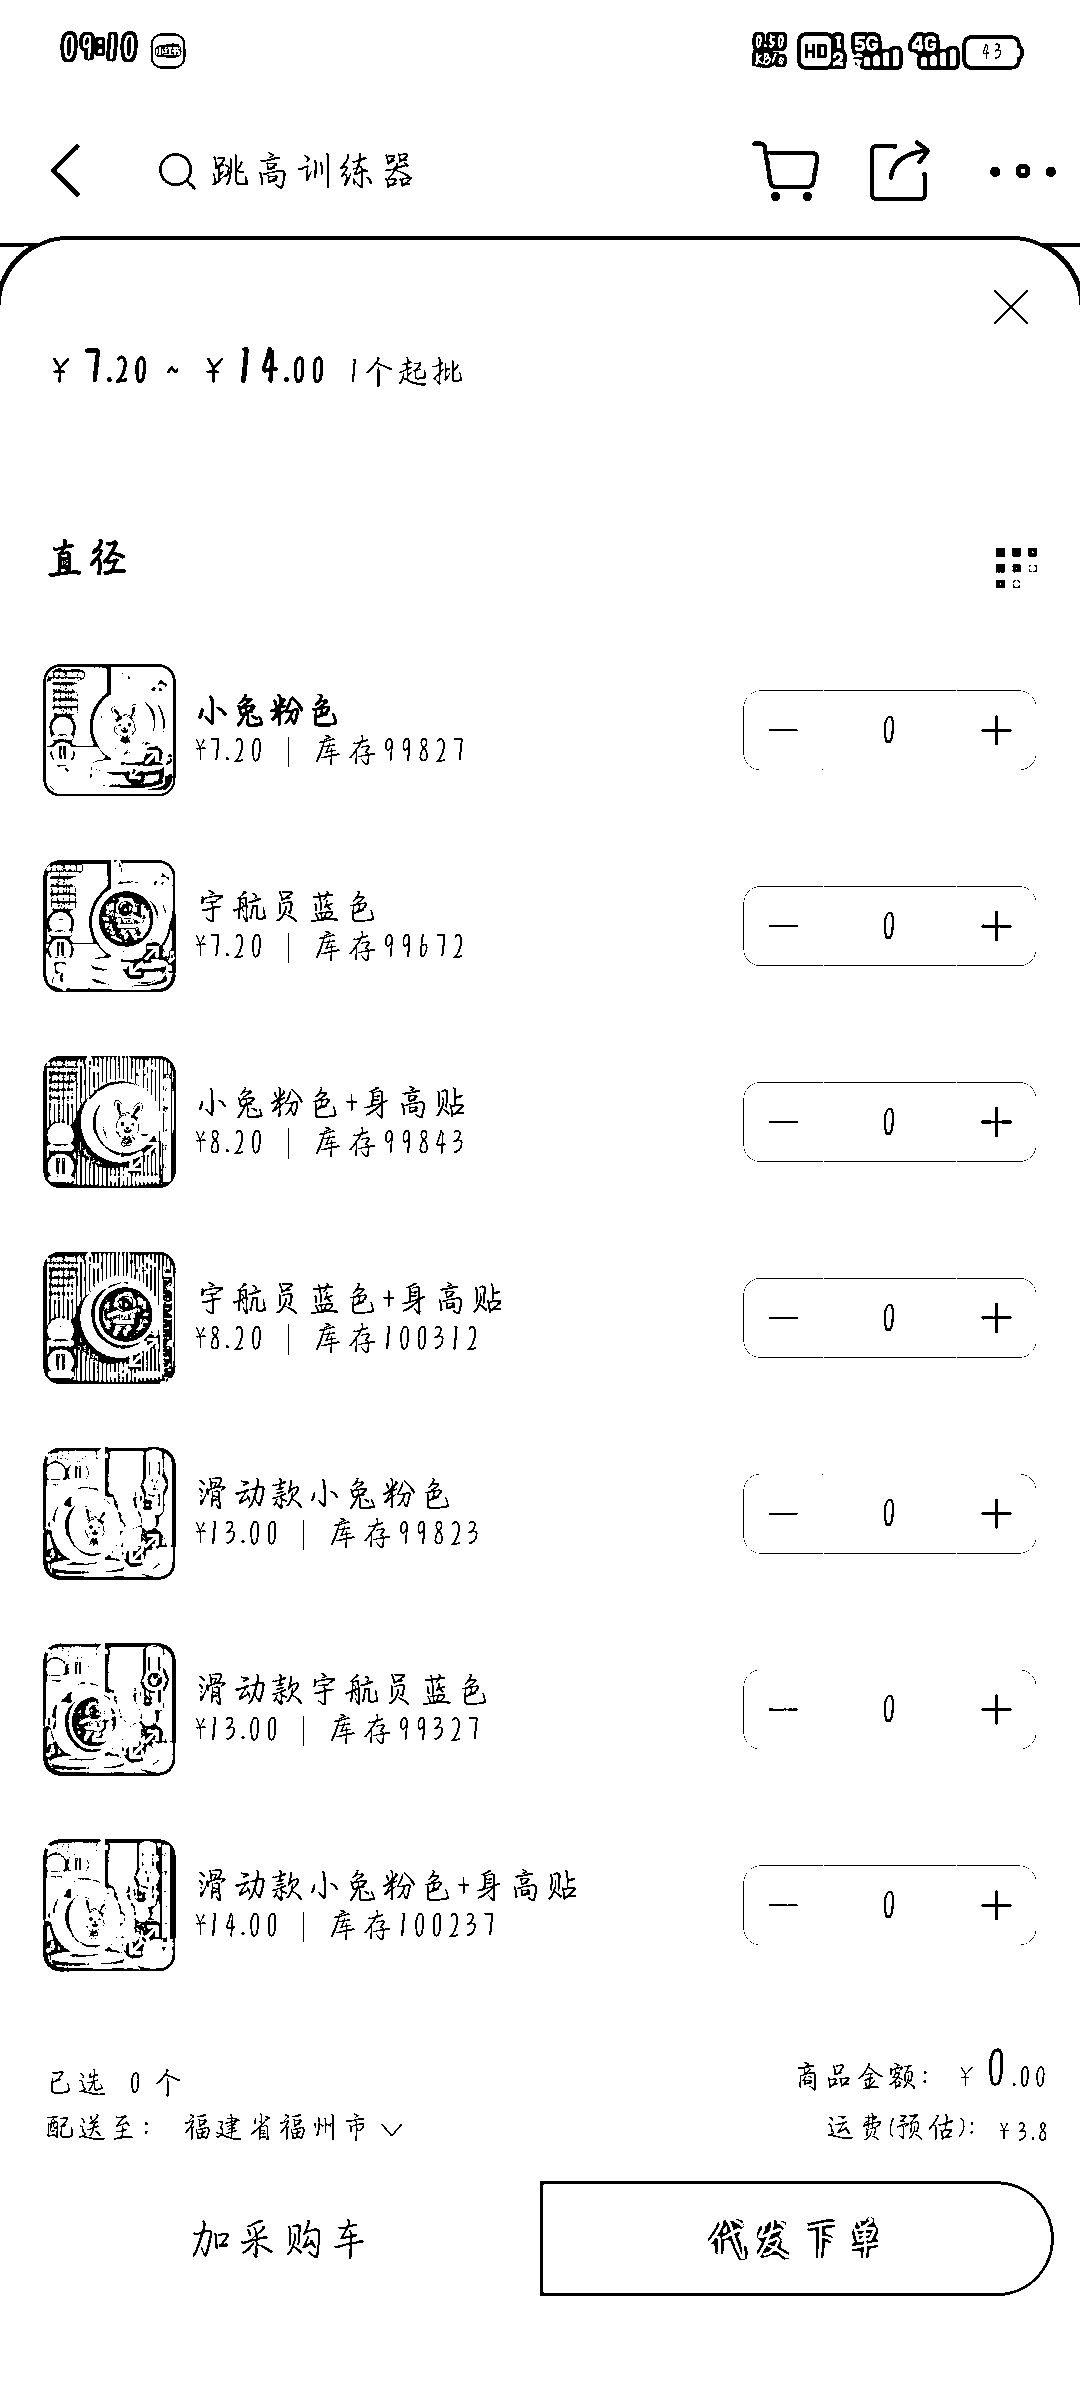 09:10
0.50 KB/s HD 1 2 5G 4G 43
跳高训练器
¥7.20 ~ ¥14.00 1个起批
直径
小兔粉色
¥7.20 | 库存99827
0
宇航员蓝色
¥7.20 | 库存99672
0
小兔粉色+身高贴
¥8.20 | 库存99843
0
宇航员蓝色+身高贴
¥8.20 | 库存100312
0
滑动款小兔粉色
¥13.00 | 库存99823
0
滑动款宇航员蓝色
¥13.00 | 库存99327
0
滑动款小兔粉色+身高贴
¥14.00 | 库存100237
0
已选 0 个
商品金额: ¥0.00
配送至: 福建省福州市
运费(预估): ¥3.8
加采购车
代发下单